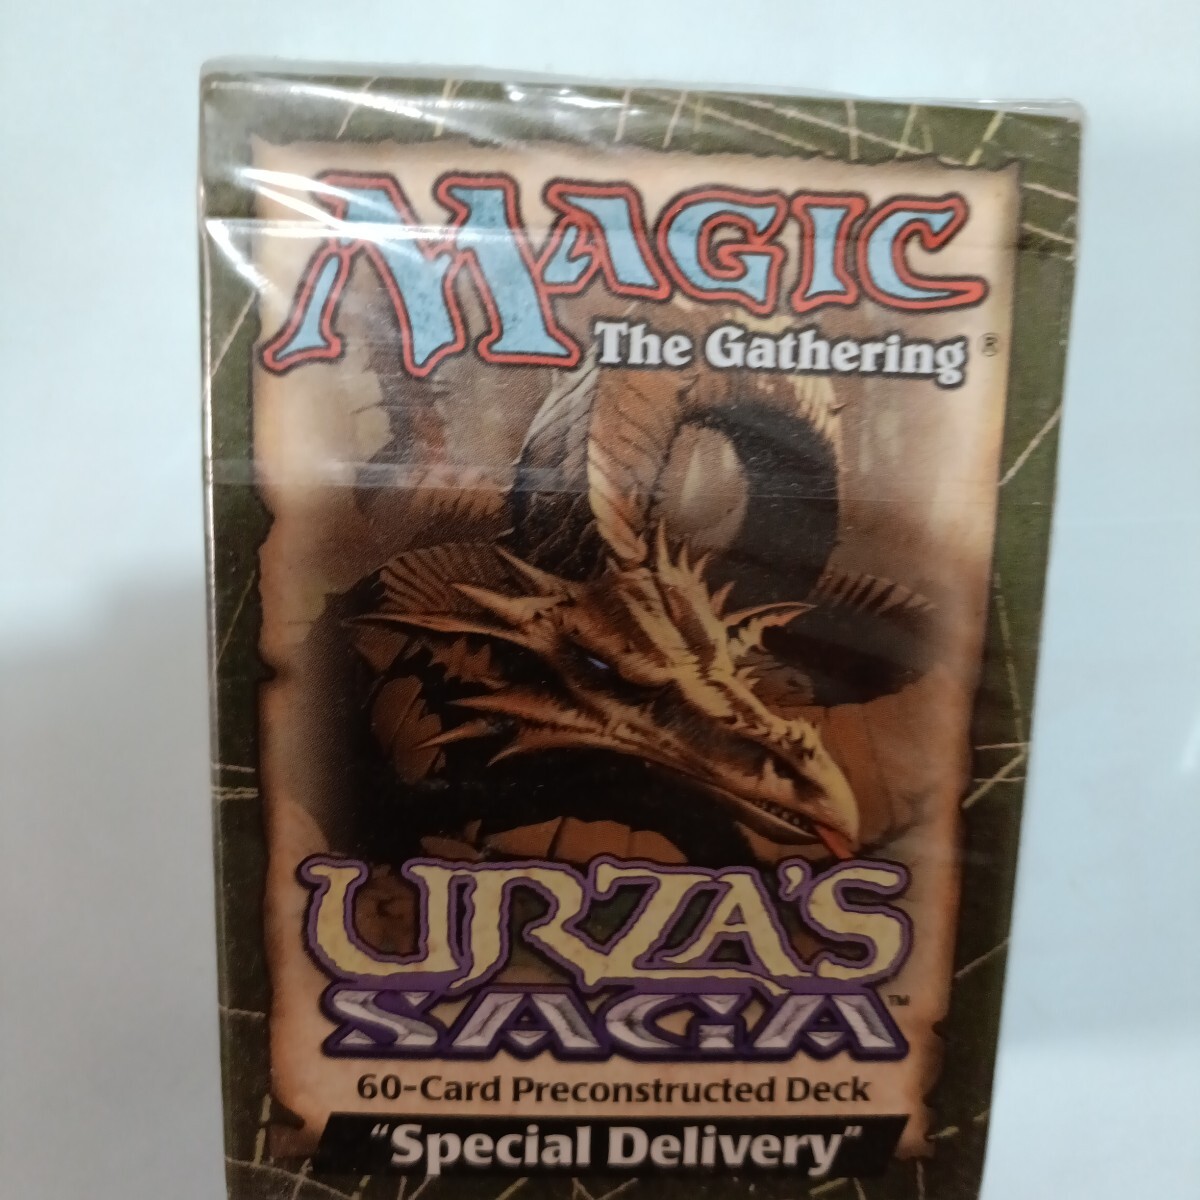 MAGIC
The Gathering®
URZA'S
SAGA™
60-Card Preconstructed Deck
"Special Delivery"